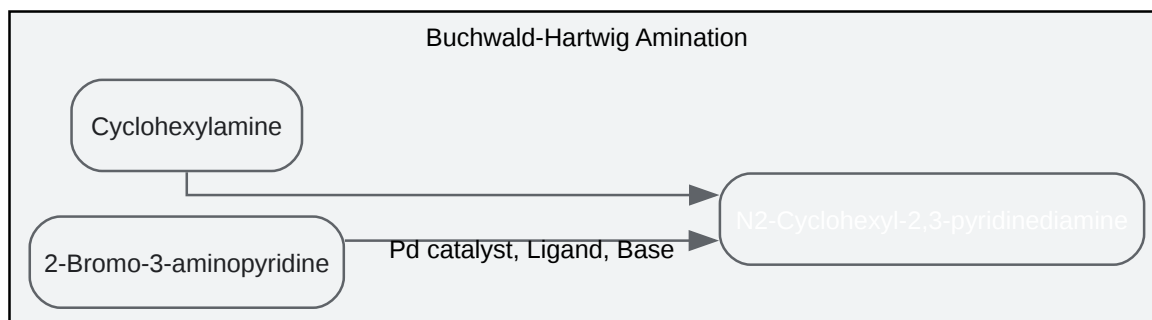 Buchwald-Hartwig Amination
Cyclohexylamine
N2-Cyclohexyl-2,3-pyridinediamine
2-Bromo-3-aminopyridine
Pd catalyst, Ligand, Base